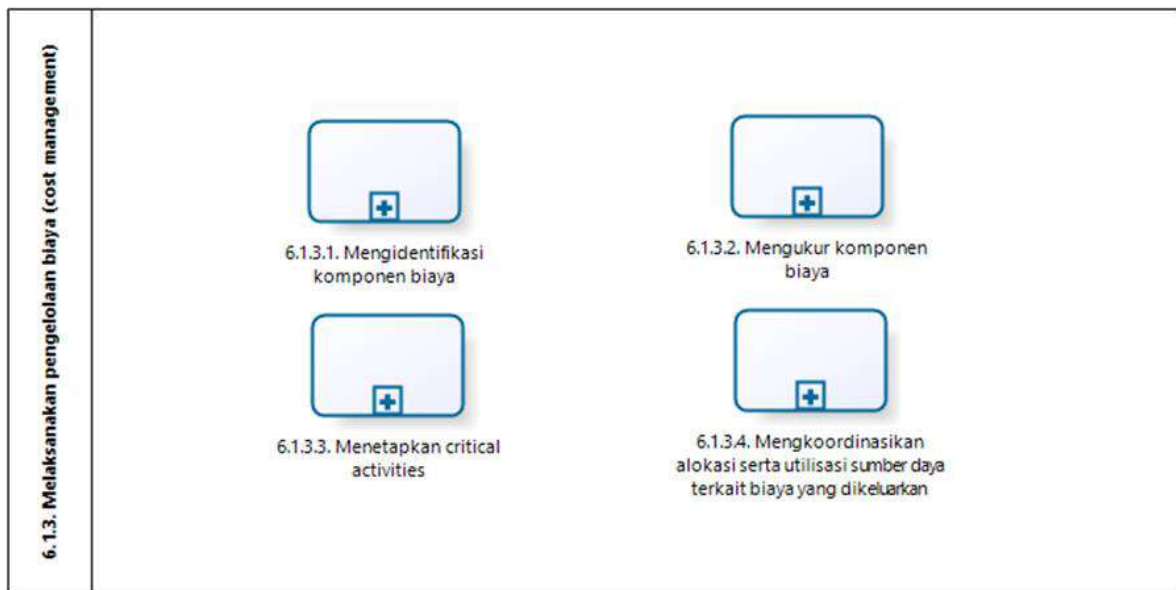 6.1.3. Melaksanakan pengelolaan biaya (cost management)
6.1.3.1. Mengidentifikasi
komponen biaya
6.1.3.2. Mengukur komponen
biaya
6.1.3.3. Menetapkan critical
activities
6.1.3.4. Mengkoordinasikan
alokasi serta utilisasi sumber daya
terkait biaya yang dikeluarkan